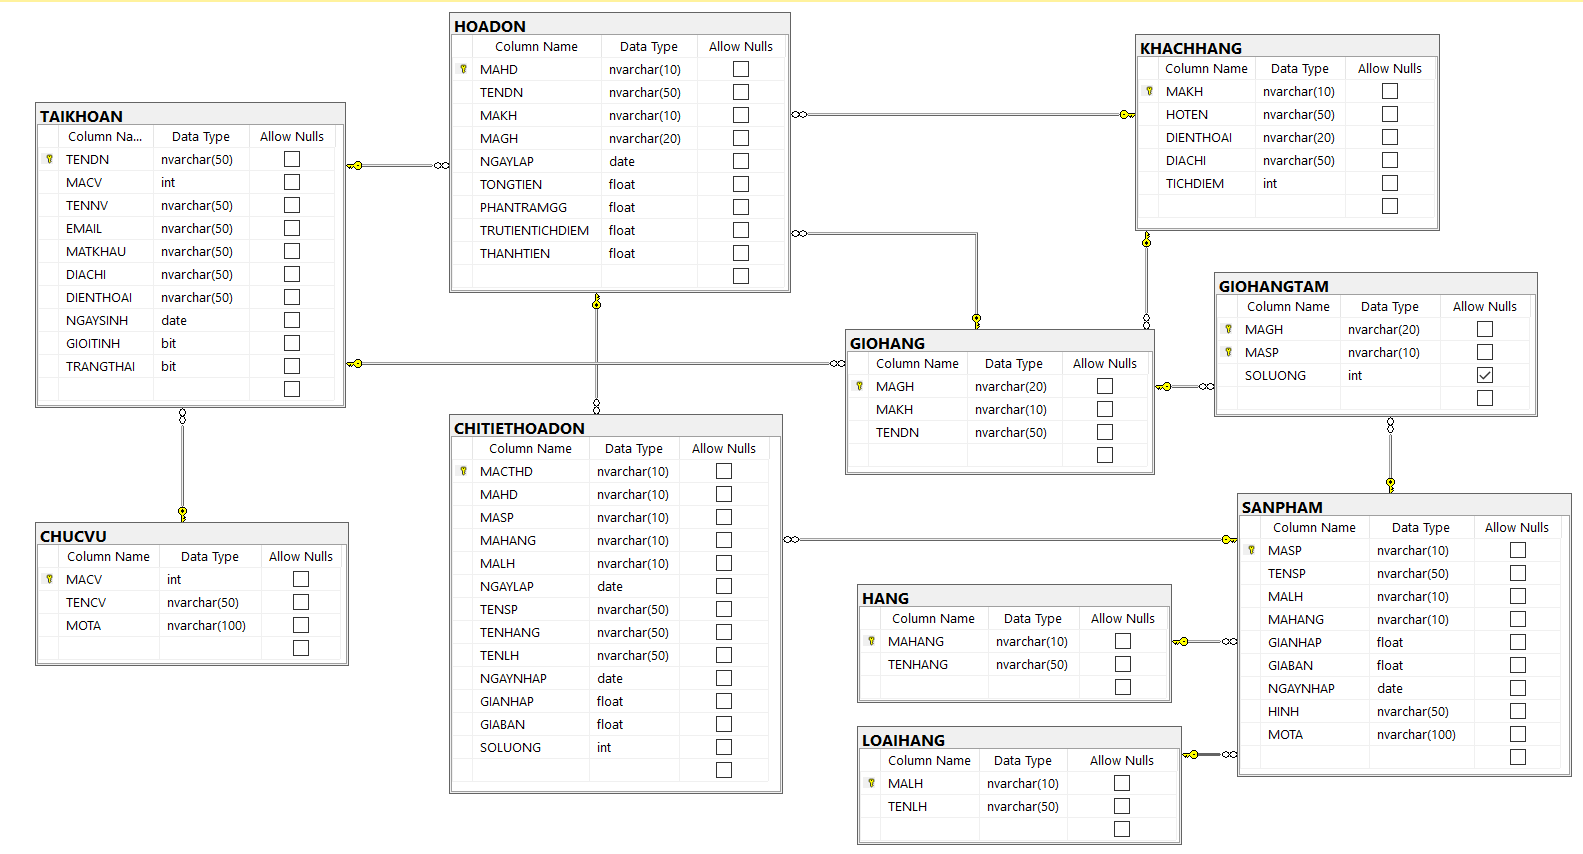 HOADON
Column Name Data Type Allow Nulls
MAHD nvarchar(10)
TENDN nvarchar(50)
MAKH nvarchar(10)
MAGH nvarchar(20)
NGAYLAP date
TONGTIEN float
PHANTRAMGG float
TRUTIENTICHDIEM float
THANHTIEN float
KHACHHANG
Column Name Data Type Allow Nulls
MAKH nvarchar(10)
HOTEN nvarchar(50)
DIENTHOAI nvarchar(20)
DIACHI nvarchar(50)
TICHDIEM int
TAIKHOAN
Column Na... Data Type Allow Nulls
TENDN nvarchar(50)
MACV int
TENNV nvarchar(50)
EMAIL nvarchar(50)
MATKHAU nvarchar(50)
DIACHI nvarchar(50)
DIENTHOAI nvarchar(50)
NGAYSINH date
GIOITINH bit
TRANGTHAI bit
GIOHANGTAM
Column Name Data Type Allow Nulls
MAGH nvarchar(20)
MASP nvarchar(10)
SOLUONG int
GIOHANG
Column Name Data Type Allow Nulls
MAGH nvarchar(20)
MAKH nvarchar(10)
TENDN nvarchar(50)
CHITIETHOADON
Column Name Data Type Allow Nulls
MACTHD nvarchar(10)
MAHD nvarchar(10)
MASP nvarchar(10)
MAHANG nvarchar(10)
MALH nvarchar(10)
NGAYLAP date
TENSP nvarchar(50)
TENHANG nvarchar(50)
TENLH nvarchar(50)
NGAYNHAP date
GIANHAP float
GIABAN float
SOLUONG int
CHUCVU
Column Name Data Type Allow Nulls
MACV int
TENCV nvarchar(50)
MOTA nvarchar(100)
SANPHAM
Column Name Data Type Allow Nulls
MASP nvarchar(10)
TENSP nvarchar(50)
MALH nvarchar(10)
MAHANG nvarchar(10)
GIANHAP float
GIABAN float
NGAYNHAP date
HINH nvarchar(50)
MOTA nvarchar(100)
HANG
Column Name Data Type Allow Nulls
MAHANG nvarchar(10)
TENHANG nvarchar(50)
LOAIHANG
Column Name Data Type Allow Nulls
MALH nvarchar(10)
TENLH nvarchar(50)